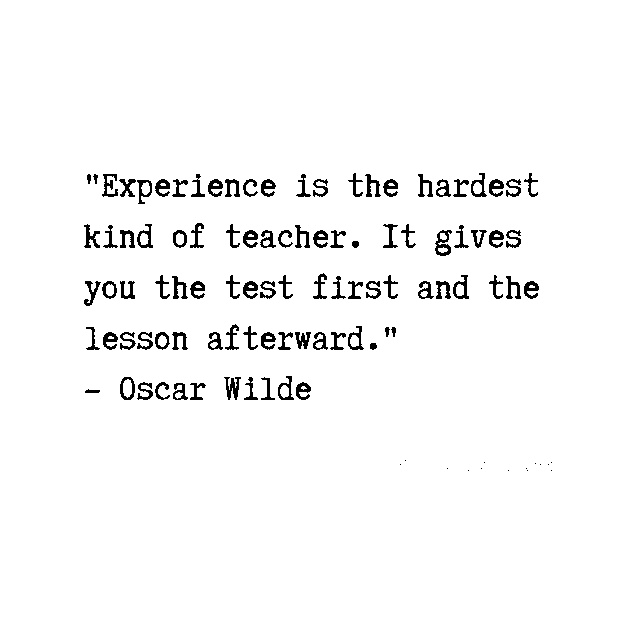 "Experience is the hardest
kind of teacher. It gives
you the test first and the
lesson afterward."
- Oscar Wilde